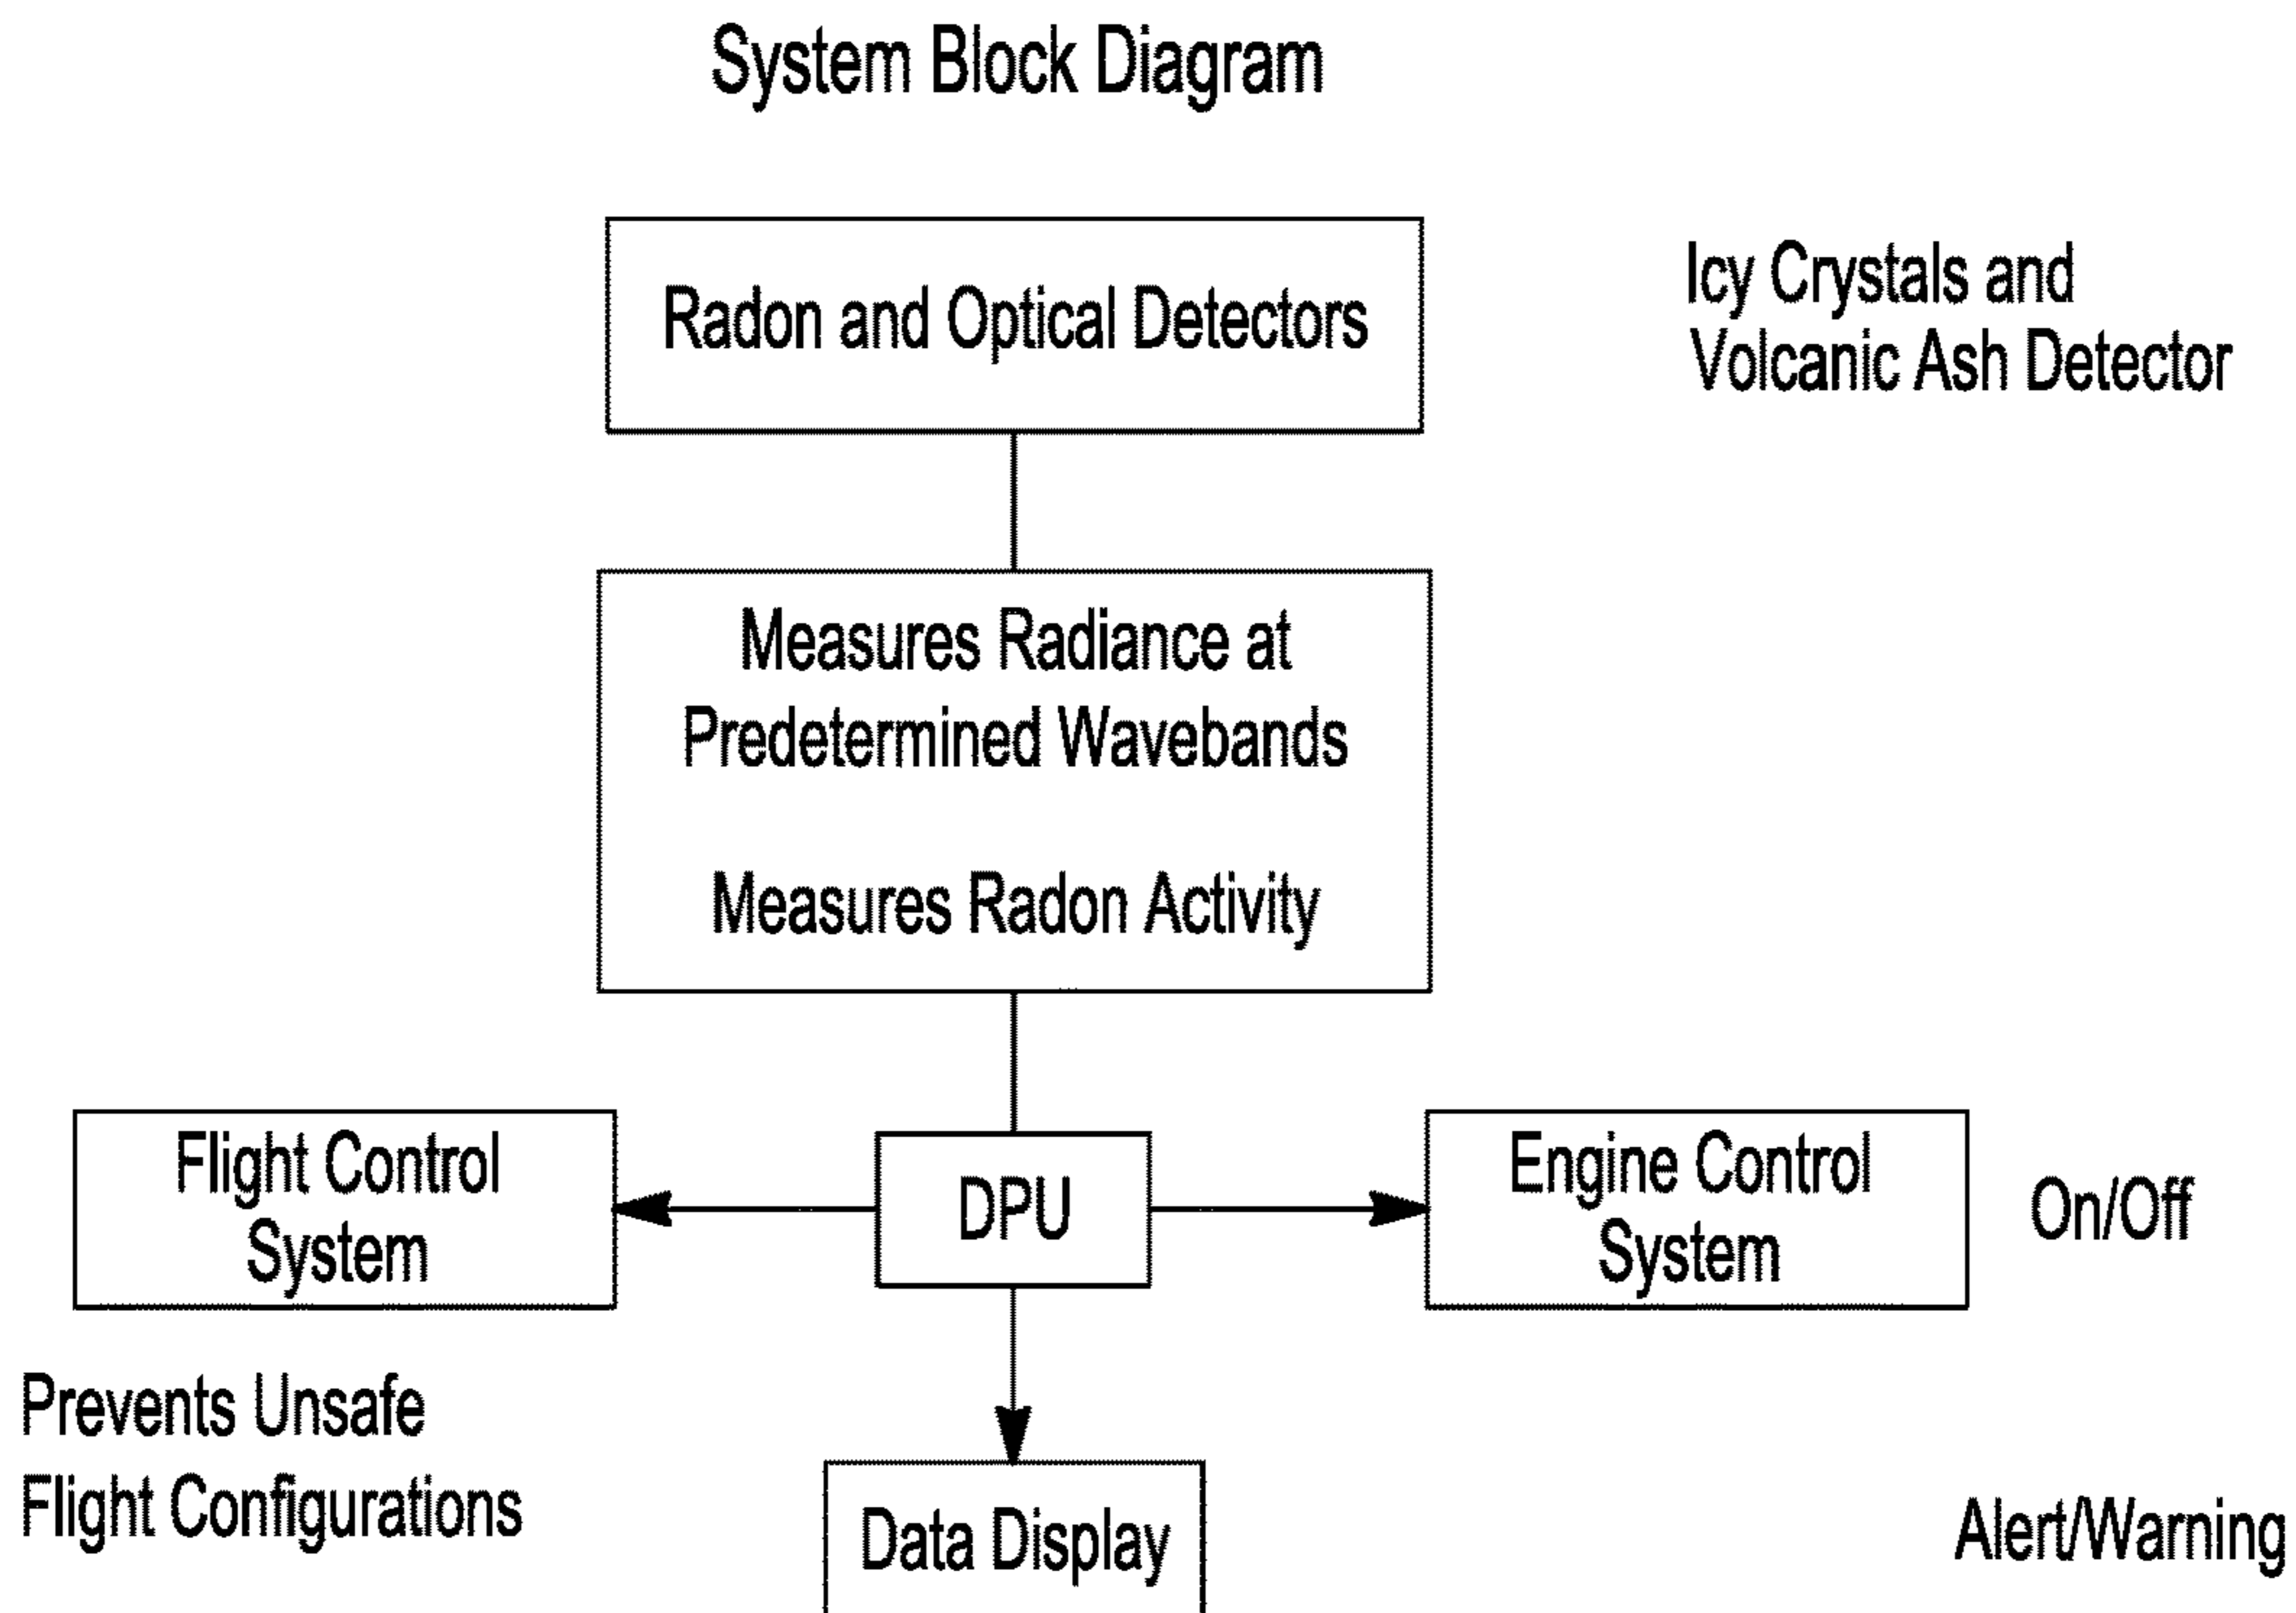 System Block Diagram
Radon and Optical Detectors
Icy Crystals and
Volcanic Ash Detector
Measures Radiance at
Predetermined Wavebands
Measures Radon Activity
Flight Control
System
DPU
Engine Control
System
On/Off
Prevents Unsafe
Flight Configurations
Data Display
Alert/Warning